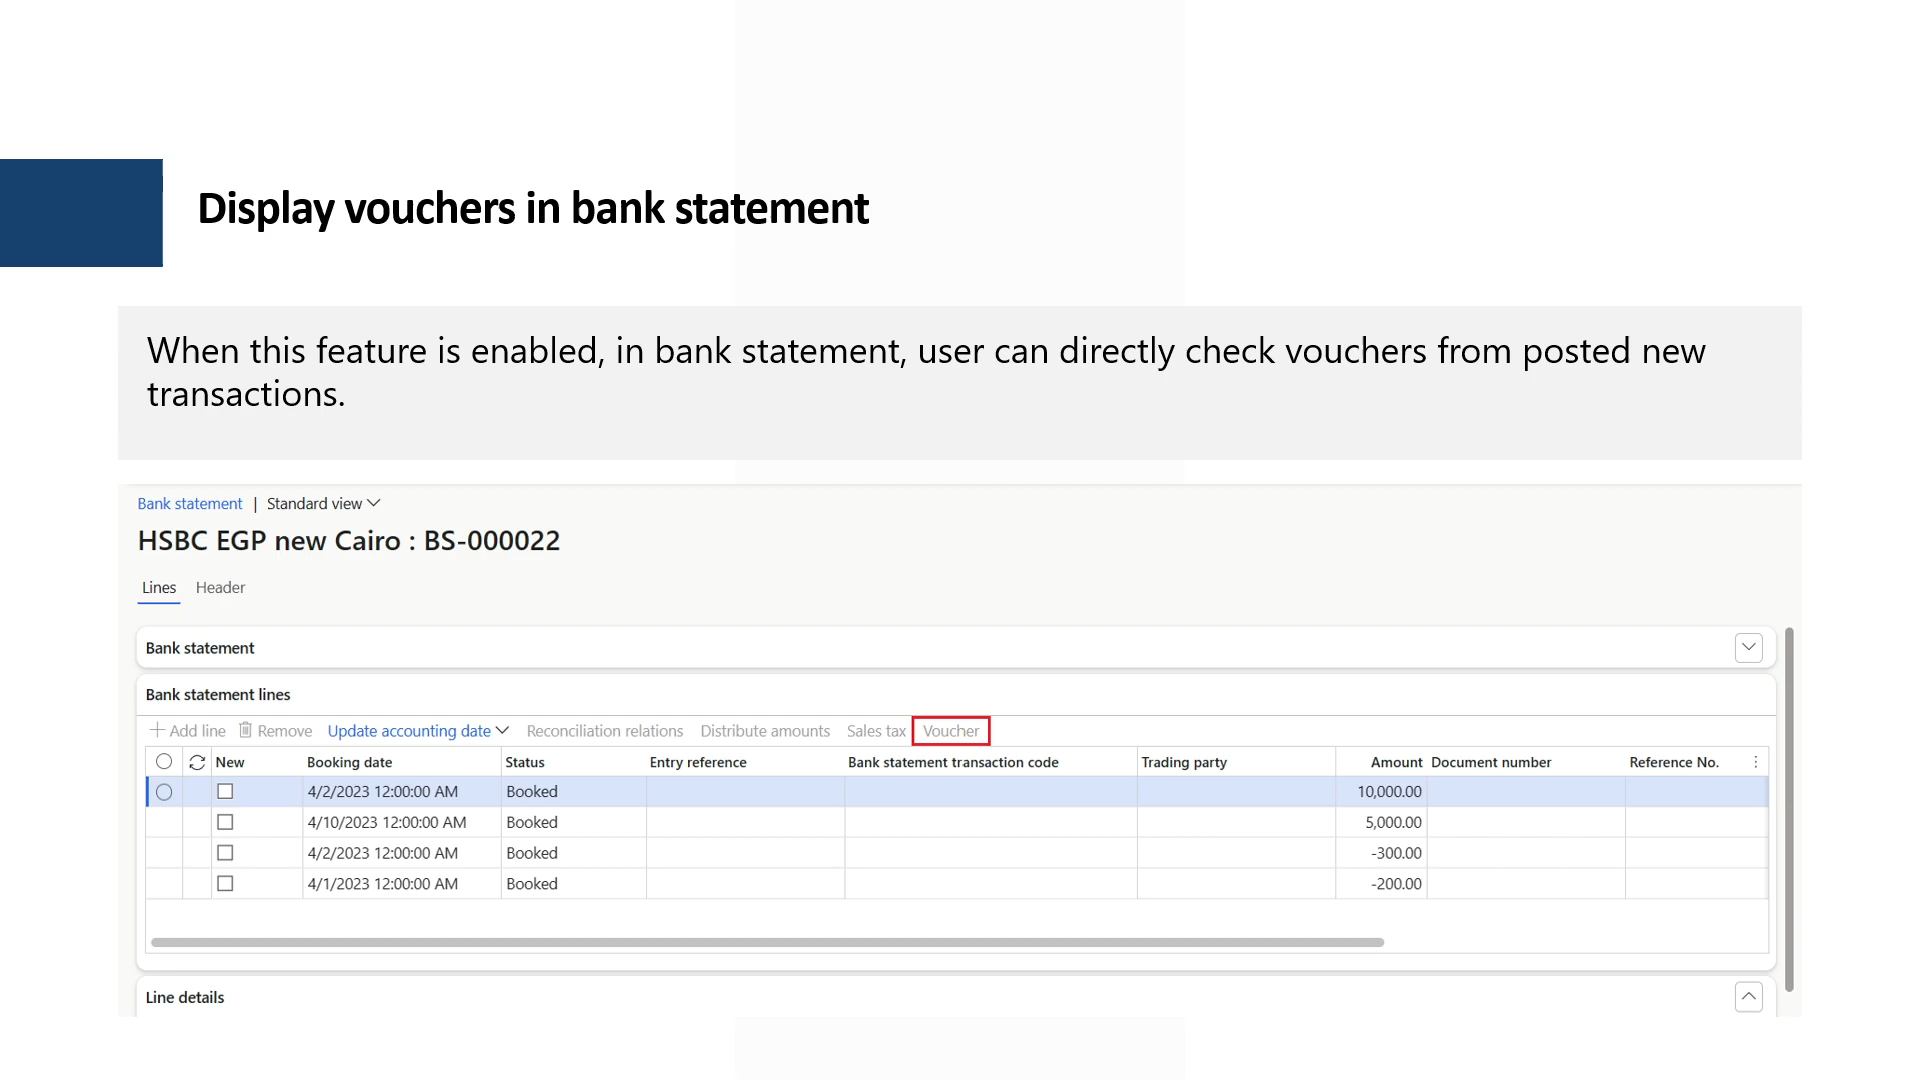 Display vouchers in bank statement
When this feature is enabled, in bank statement, user can directly check vouchers from posted new
transactions.
Bank statement | Standard view
HSBC EGP new Cairo : BS-000022
Lines Header
Bank statement
Bank statement lines
Add line Remove Update accounting date Reconciliation relations Distribute amounts Sales tax Voucher
New Booking date Status Entry reference Bank statement transaction code Trading party Amount Document number Reference No.
4/2/2023 12:00:00 AM Booked 10,000.00
4/10/2023 12:00:00 AM Booked 5,000.00
4/2/2023 12:00:00 AM Booked -300.00
4/1/2023 12:00:00 AM Booked -200.00
Line details